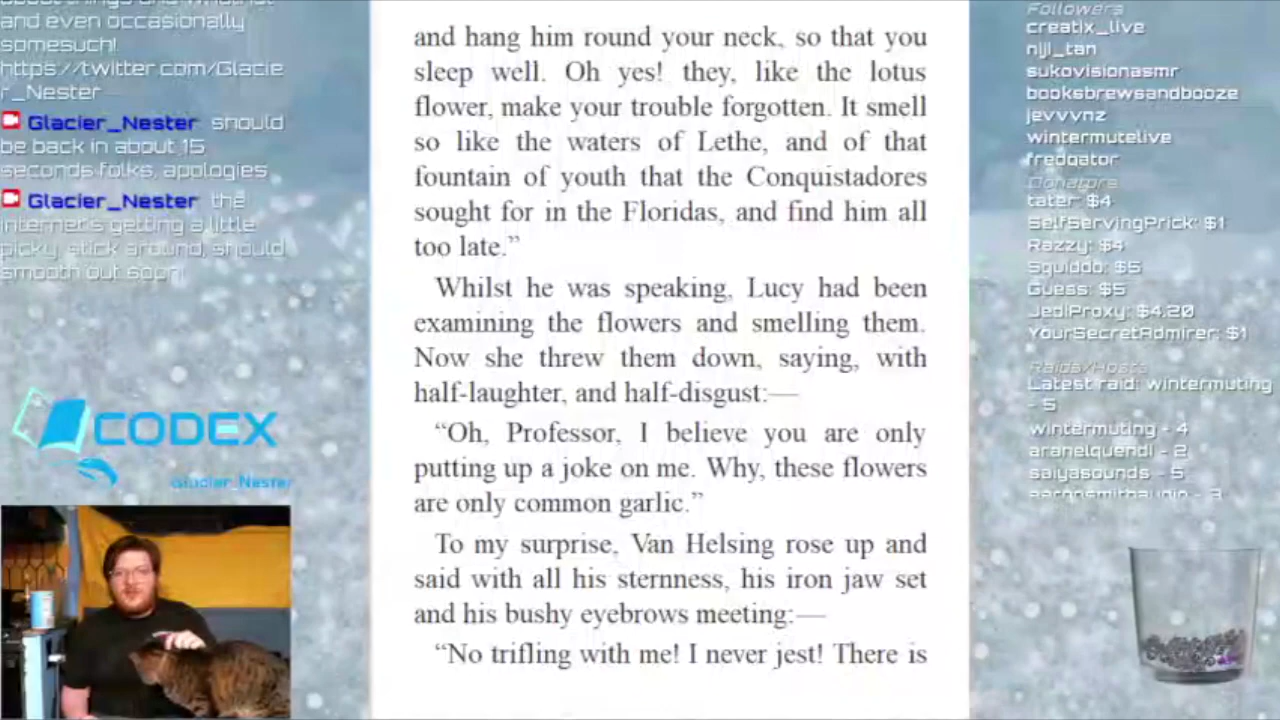 and even occasionally
somesuch!
https://twitter.com/Glacie
r_Nester
Glacier_Nester should
be back in about 15
seconds folks, apologies
Glacier_Nester the
internet's getting a little
picky, stick around, should
smooth out soon!
CODEX
Glacier_Nester
and hang him round your neck, so that you
sleep well. Oh yes! they, like the lotus
flower, make your trouble forgotten. It smell
so like the waters of Lethe, and of that
fountain of youth that the Conquistadores
sought for in the Floridas, and find him all
too late.”
Whilst he was speaking, Lucy had been
examining the flowers and smelling them.
Now she threw them down, saying, with
half-laughter, and half-disgust:—
“Oh, Professor, I believe you are only
putting up a joke on me. Why, these flowers
are only common garlic.”
To my surprise, Van Helsing rose up and
said with all his sternness, his iron jaw set
and his bushy eyebrows meeting:—
“No trifling with me! I never jest! There is
Followers
creatix_live
niji_tan
sukovisionasmr
booksbrewsandbooze
jevvvnz
wintermutelive
fredgator
Donators
tater: $4
SelfServingPrick: $1
Razzy: $4
Squiddo: $5
Guess: $5
JediProxy: $4.20
YourSecretAdmirer: $1
Raids/Hosts
Latest raid: wintermuting
- 5
wintermuting - 4
aranelquendi - 2
saiyasounds - 5